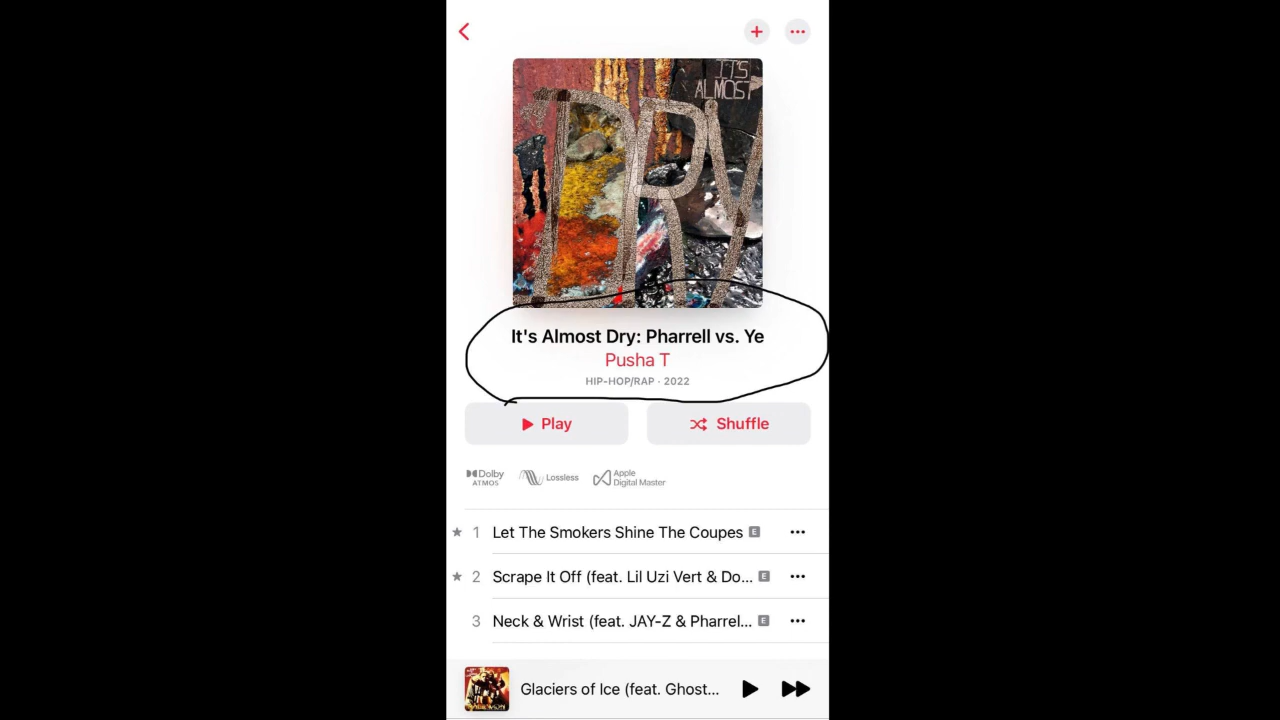 IT'S
ALMOST
DRY
It's Almost Dry: Pharrell vs. Ye
Pusha T
HIP-HOP/RAP · 2022
Play
Shuffle
Dolby
ATMOS
Lossless
Apple
Digital Master
★ 1 Let The Smokers Shine The Coupes E
★ 2 Scrape It Off (feat. Lil Uzi Vert & Do... E
3 Neck & Wrist (feat. JAY-Z & Pharrel... E
Glaciers of Ice (feat. Ghost...